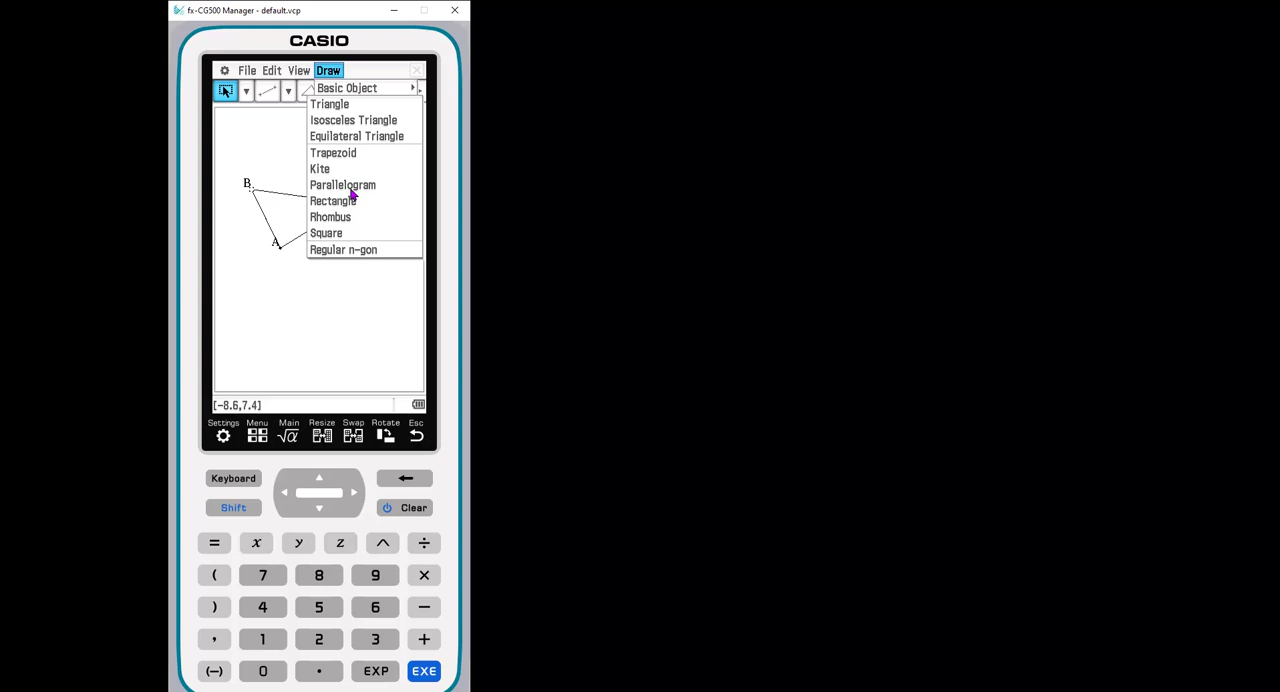 fx-CG500 Manager - default.vcp
CASIO
File Edit View Draw
Basic Object
Triangle
Isosceles Triangle
Equilateral Triangle
Trapezoid
Kite
Parallelogram
Rectangle
Rhombus
Square
Regular n-gon
B
A
[-8.6,7.4]
Settings Menu Main Resize Swap Rotate Esc
√α
Keyboard
Shift Clear
= x y z ^ ÷
( 7 8 9 ×
) 4 5 6 −
, 1 2 3 +
(−) 0 • EXP EXE